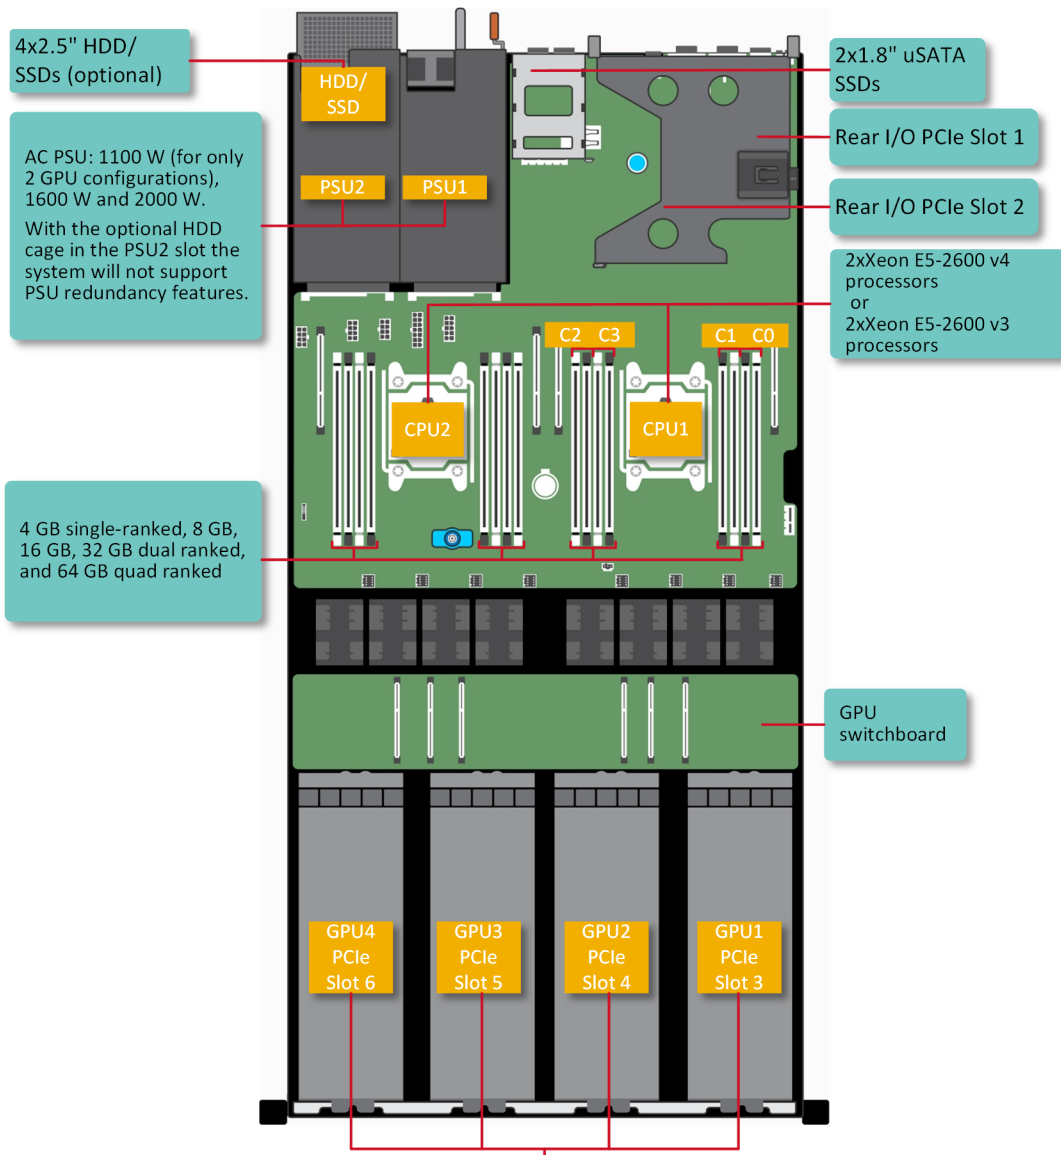 4x2.5" HDD/
SSDs (optional)
HDD/
SSD
2x1.8" uSATA
SSDs
Rear I/O PCIe Slot 1
AC PSU: 1100 W (for only
2 GPU configurations),
1600 W and 2000 W.
With the optional HDD
cage in the PSU2 slot the
system will not support
PSU redundancy features.
PSU2
PSU1
Rear I/O PCIe Slot 2
2xXeon E5-2600 v4
processors
or
2xXeon E5-2600 v3
processors
C2 C3
C1 C0
CPU2
CPU1
4 GB single-ranked, 8 GB,
16 GB, 32 GB dual ranked,
and 64 GB quad ranked
GPU
switchboard
GPU4
PCIe
Slot 6
GPU3
PCIe
Slot 5
GPU2
PCIe
Slot 4
GPU1
PCIe
Slot 3